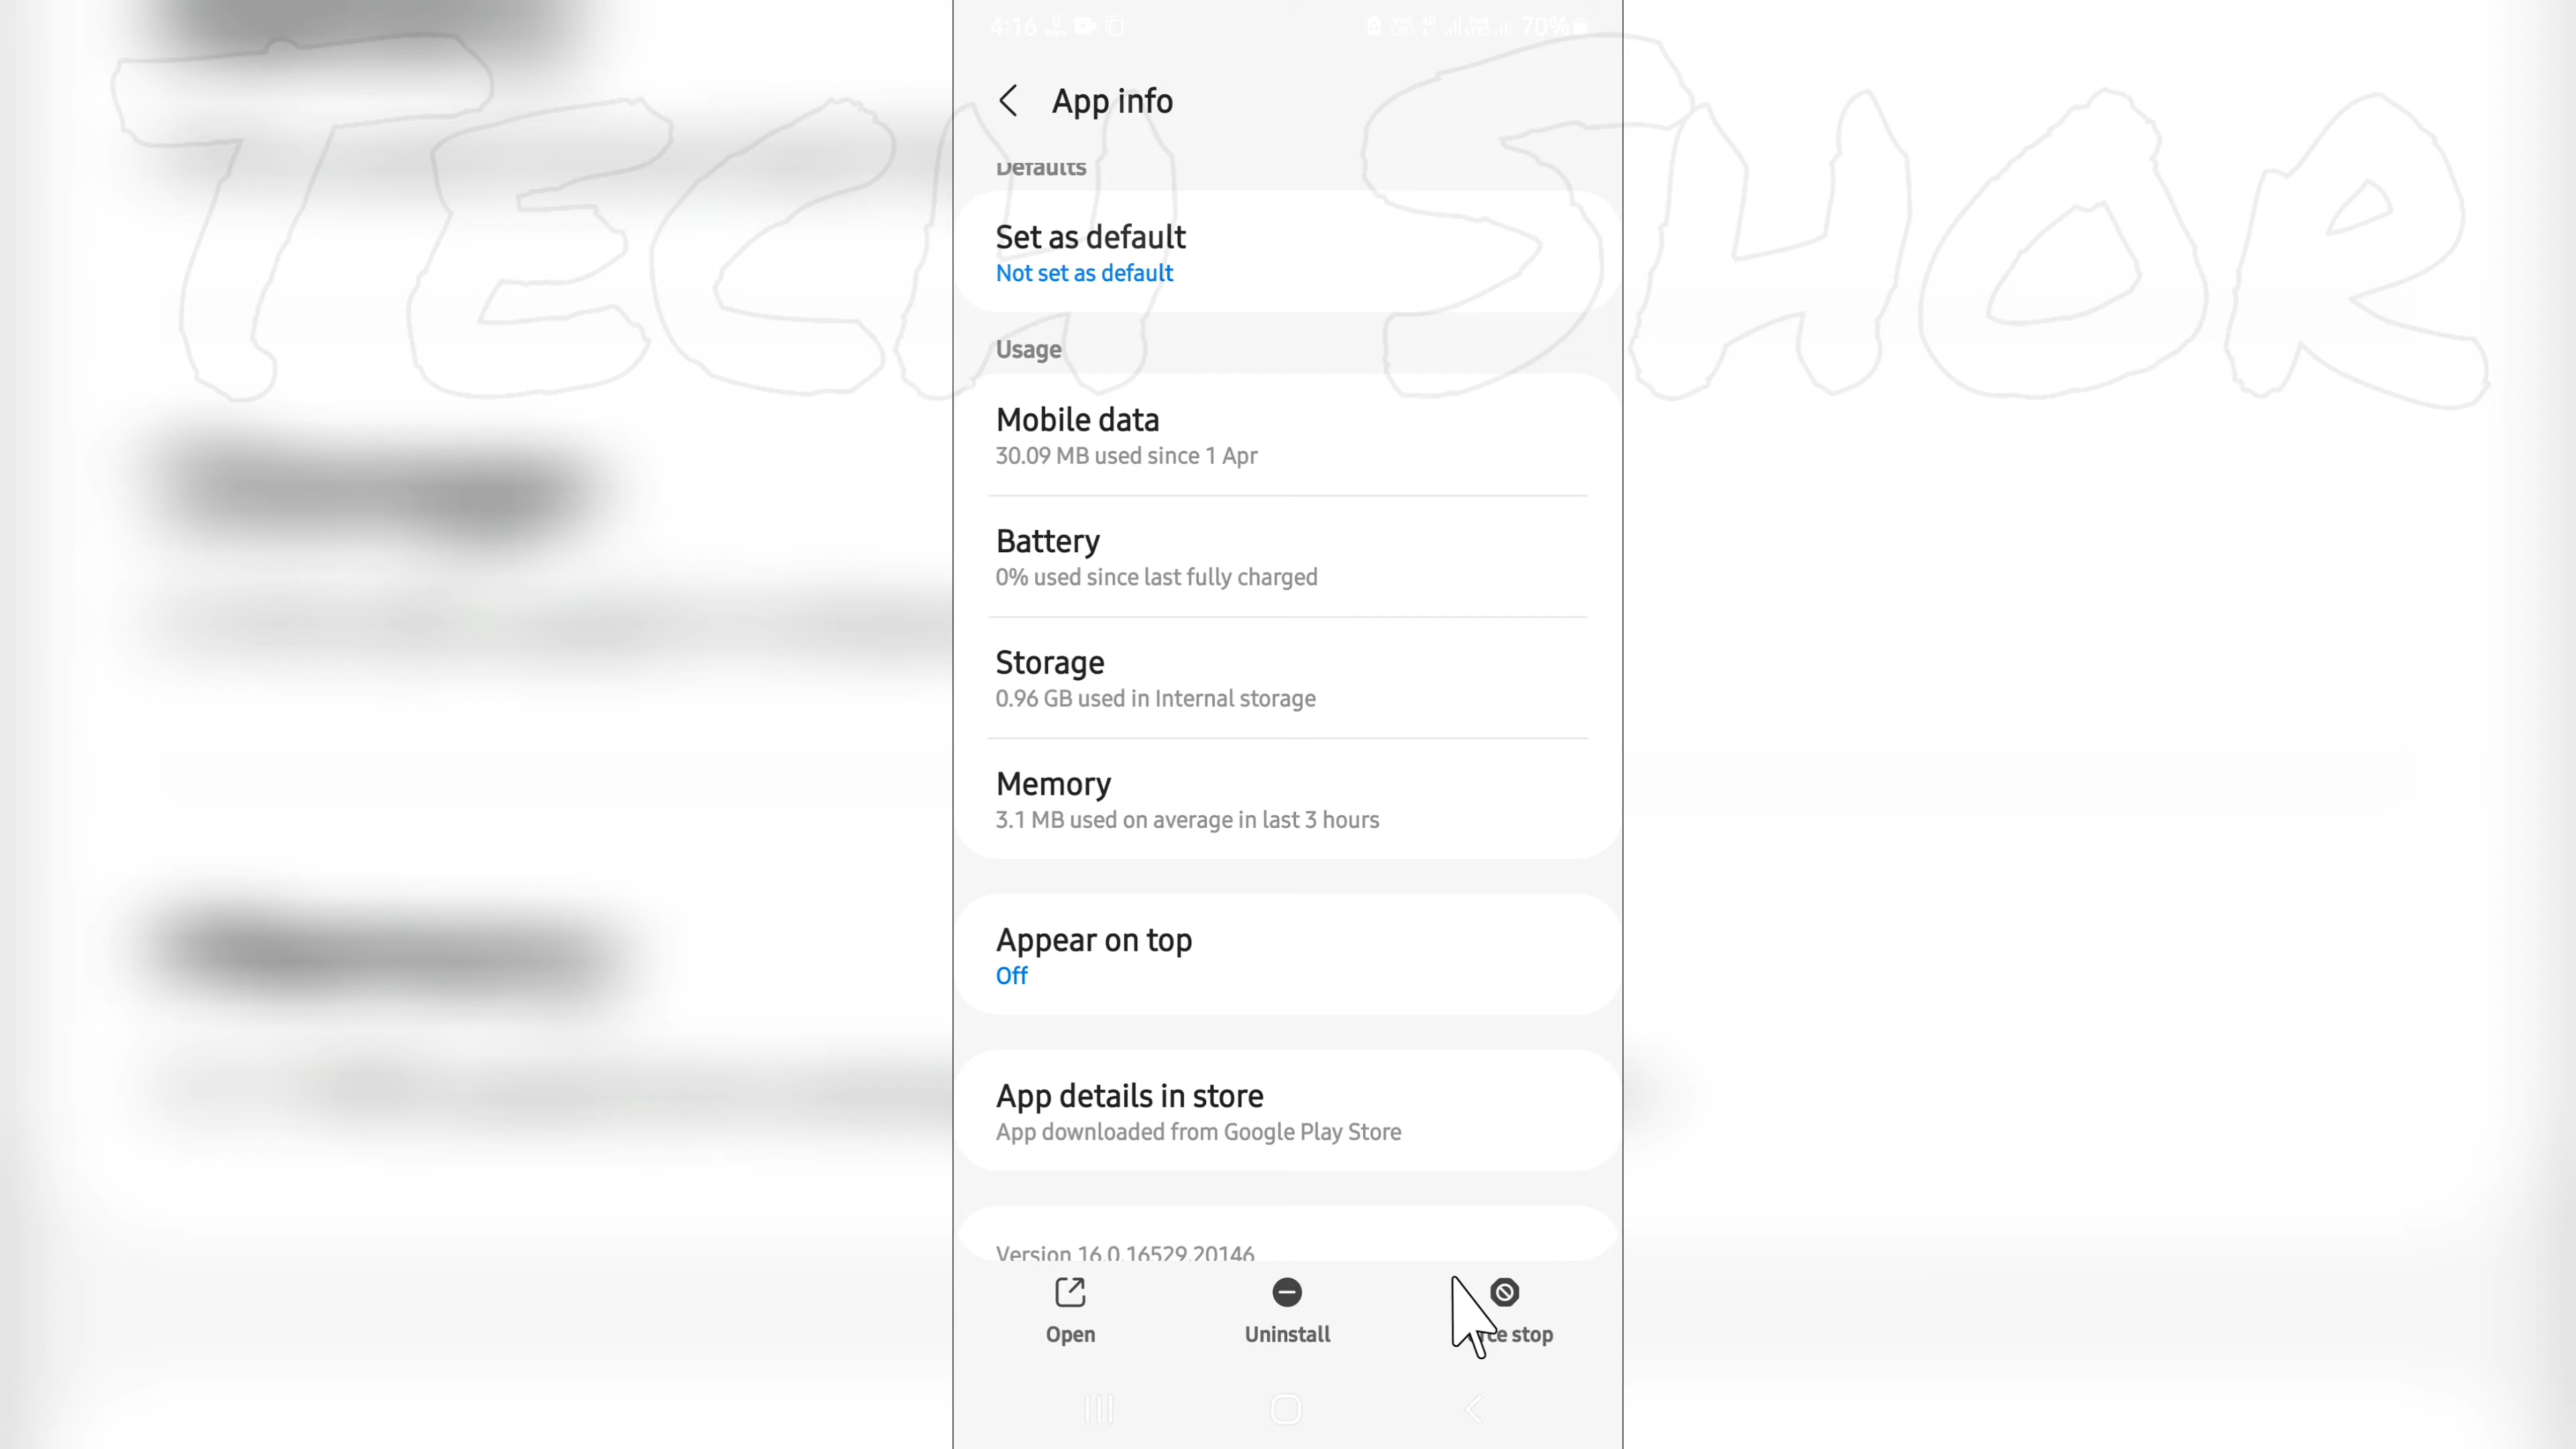 TECH SHOR
4:16 70%
App info
Defaults
Set as default
Not set as default
Usage
Mobile data
30.09 MB used since 1 Apr
Battery
0% used since last fully charged
Storage
0.96 GB used in Internal storage
Memory
3.1 MB used on average in last 3 hours
Appear on top
Off
App details in store
App downloaded from Google Play Store
Version 16.0.16529.20146
Open Uninstall stop